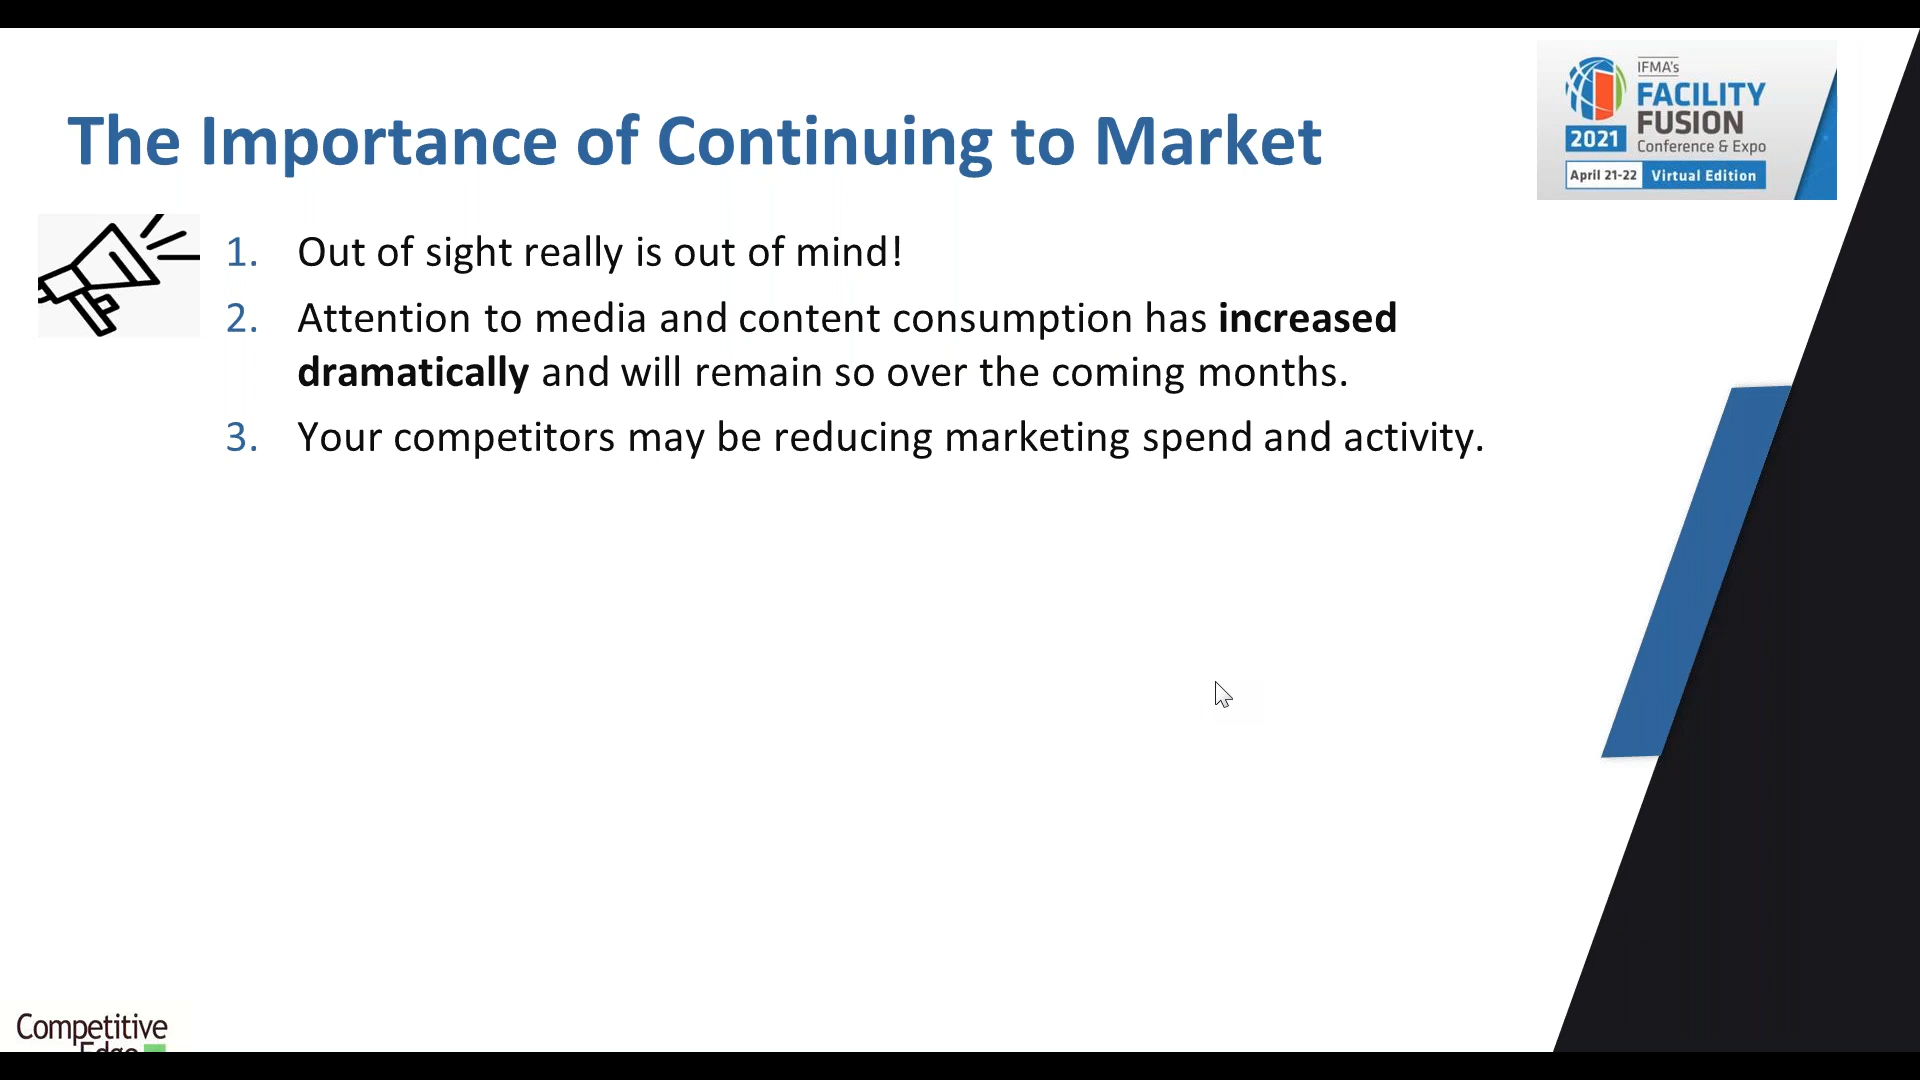 The Importance of Continuing to Market
IFMA's
FACILITY
FUSION
2021
Conference & Expo
April 21-22
Virtual Edition
1. Out of sight really is out of mind!
2. Attention to media and content consumption has increased
dramatically and will remain so over the coming months.
3. Your competitors may be reducing marketing spend and activity.
Competitive
Edge